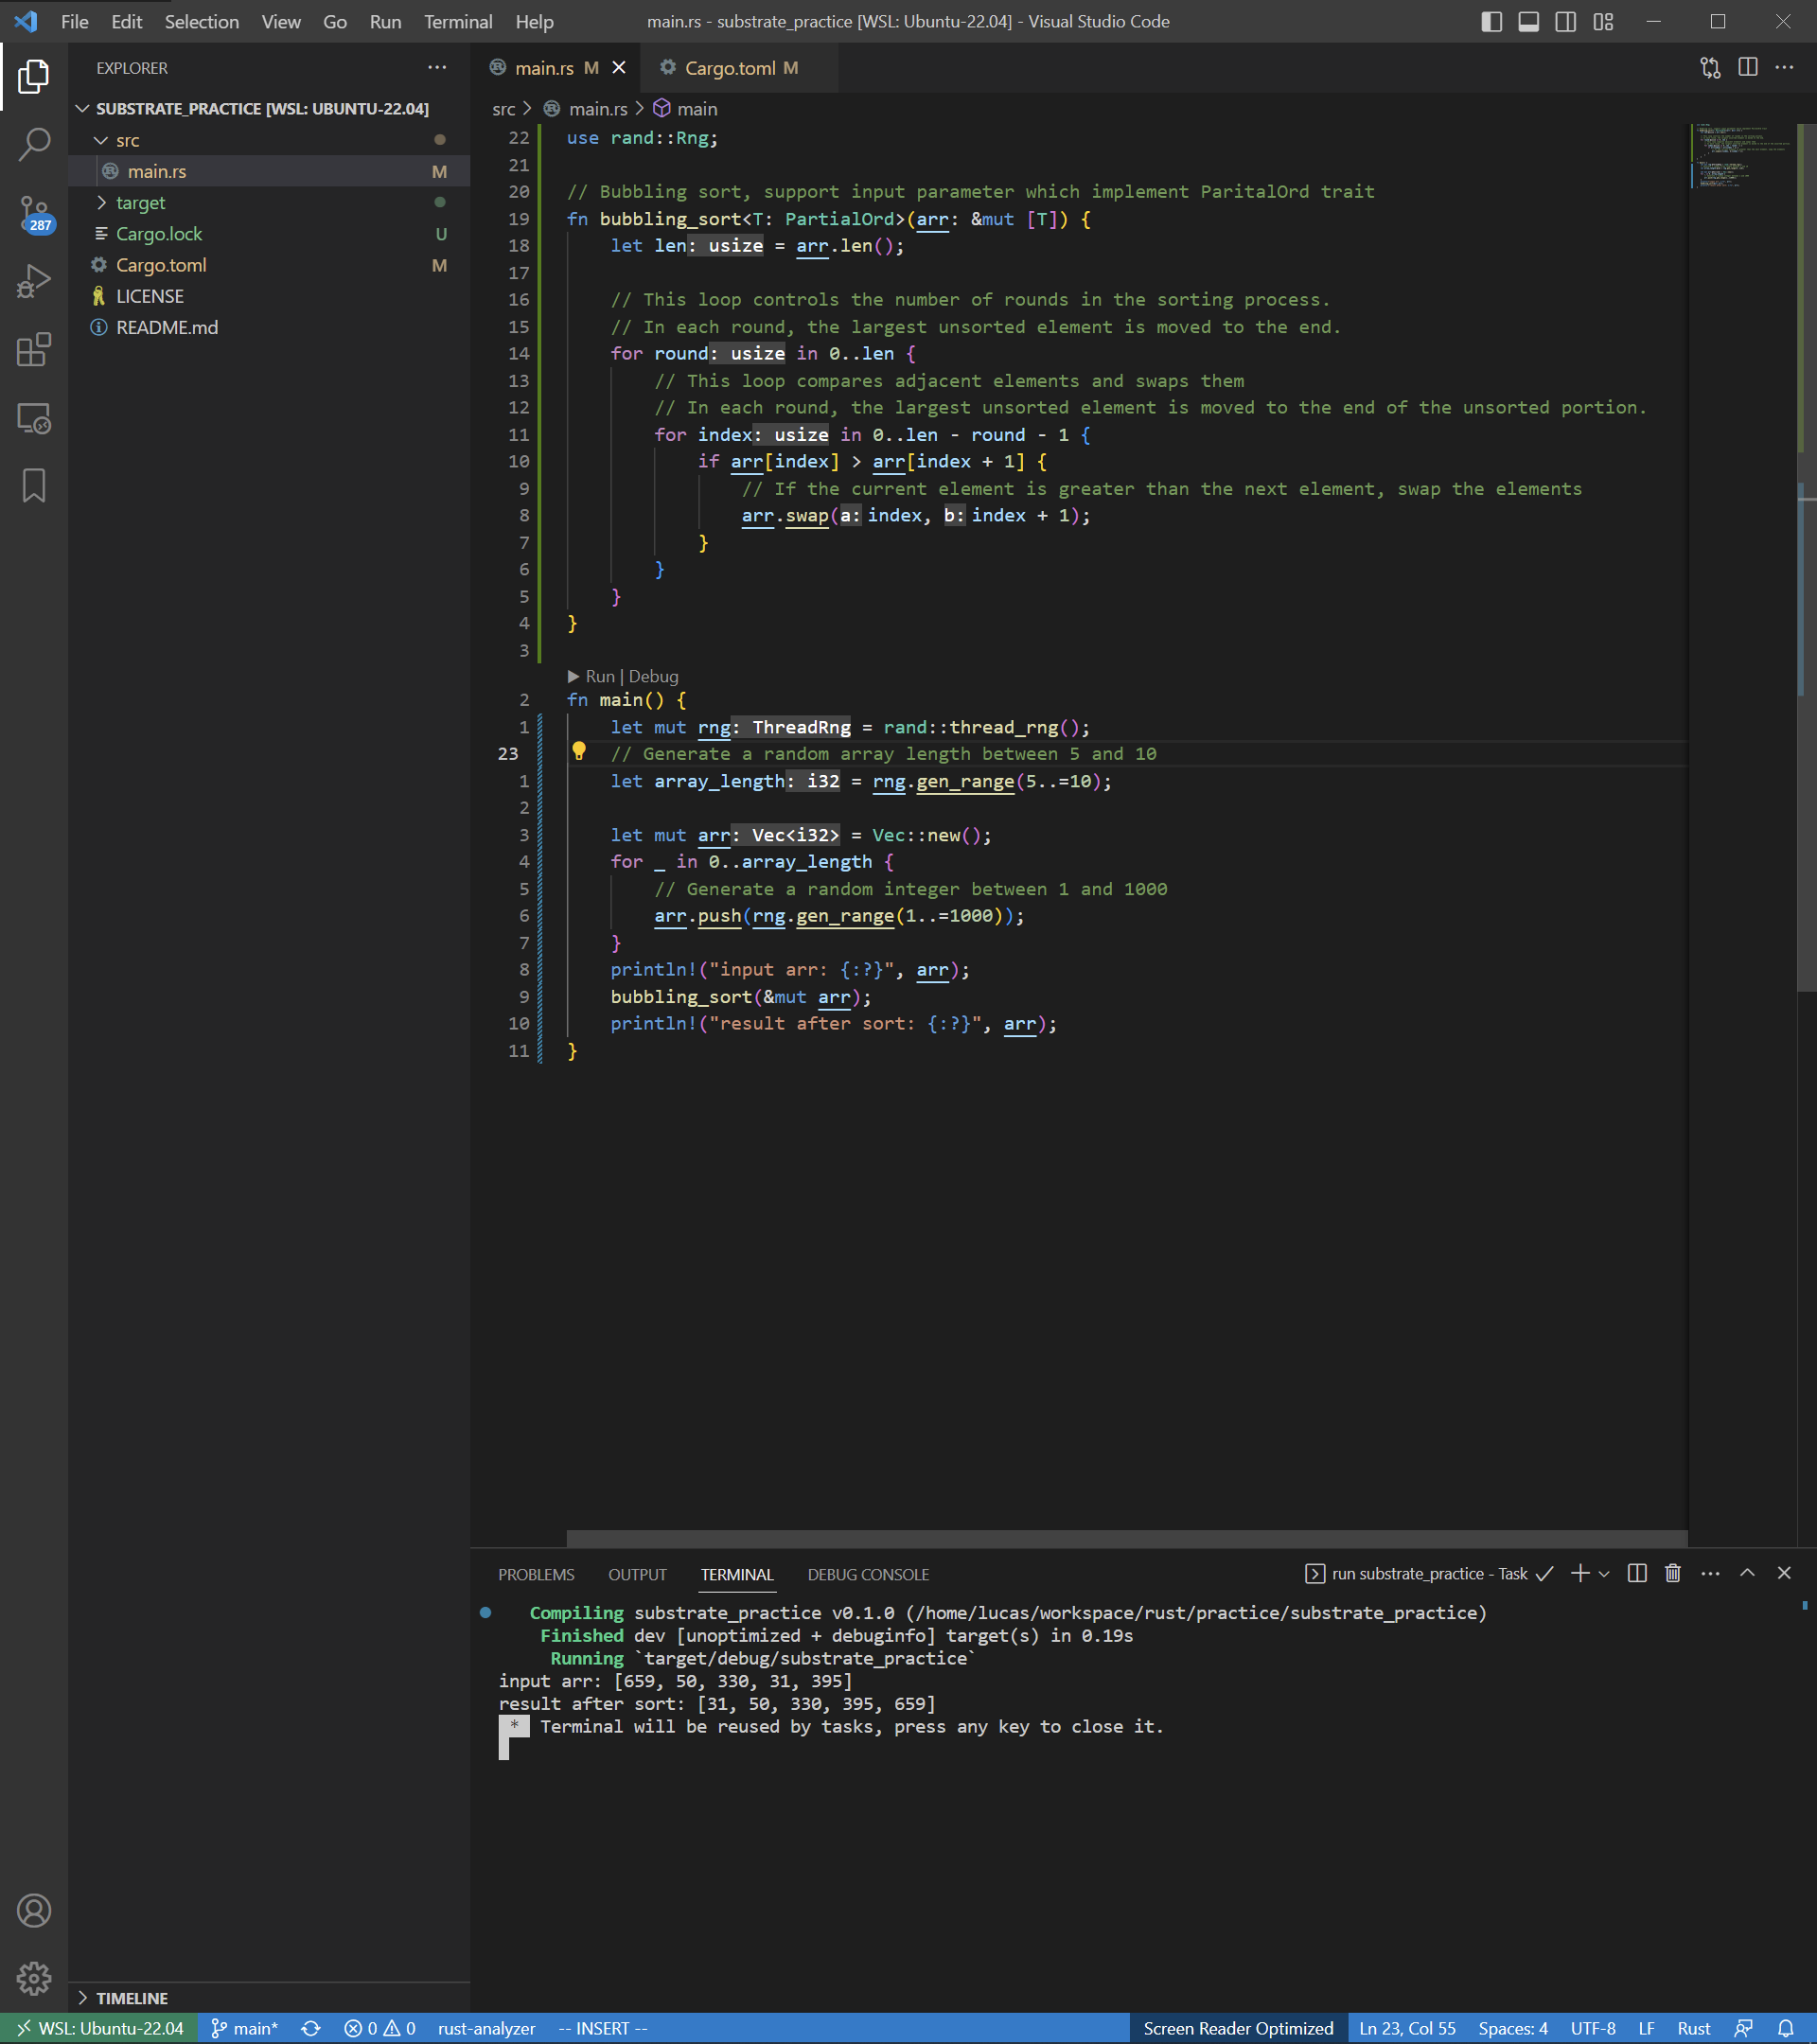 File Edit Selection View Go Run Terminal Help main.rs - substrate_practice [WSL: Ubuntu-22.04] - Visual Studio Code
EXPLORER
SUBSTRATE_PRACTICE [WSL: UBUNTU-22.04]
src
main.rs M
target
Cargo.lock U
Cargo.toml M
LICENSE
README.md
287
TIMELINE
main.rs M Cargo.toml M
src > main.rs > main
22 use rand::Rng;
21
20 // Bubbling sort, support input parameter which implement ParitalOrd trait
19 fn bubbling_sort<T: PartialOrd>(arr: &mut [T]) {
18 let len: usize = arr.len();
17
16 // This loop controls the number of rounds in the sorting process.
15 // In each round, the largest unsorted element is moved to the end.
14 for round: usize in 0..len {
13 // This loop compares adjacent elements and swaps them
12 // In each round, the largest unsorted element is moved to the end of the unsorted portion.
11 for index: usize in 0..len - round - 1 {
10 if arr[index] > arr[index + 1] {
9 // If the current element is greater than the next element, swap the elements
8 arr.swap(a: index, b: index + 1);
7 }
6 }
5 }
4 }
3
Run | Debug
2 fn main() {
1 let mut rng: ThreadRng = rand::thread_rng();
23 // Generate a random array length between 5 and 10
1 let array_length: i32 = rng.gen_range(5..=10);
2
3 let mut arr: Vec<i32> = Vec::new();
4 for _ in 0..array_length {
5 // Generate a random integer between 1 and 1000
6 arr.push(rng.gen_range(1..=1000));
7 }
8 println!("input arr: {:?}", arr);
9 bubbling_sort(&mut arr);
10 println!("result after sort: {:?}", arr);
11 }
PROBLEMS OUTPUT TERMINAL DEBUG CONSOLE run substrate_practice - Task
Compiling substrate_practice v0.1.0 (/home/lucas/workspace/rust/practice/substrate_practice)
Finished dev [unoptimized + debuginfo] target(s) in 0.19s
Running `target/debug/substrate_practice`
input arr: [659, 50, 330, 31, 395]
result after sort: [31, 50, 330, 395, 659]
* Terminal will be reused by tasks, press any key to close it.
WSL: Ubuntu-22.04 main* 0 0 rust-analyzer -- INSERT -- Screen Reader Optimized Ln 23, Col 55 Spaces: 4 UTF-8 LF Rust